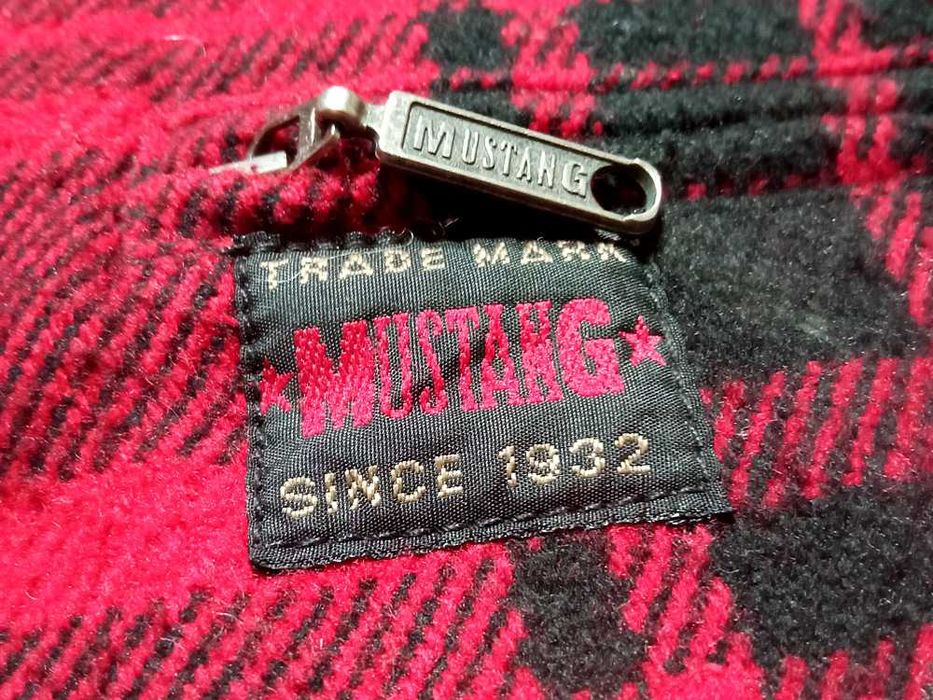 MUSTANG
TRADE MARK
MUSTANG
SINCE 1932